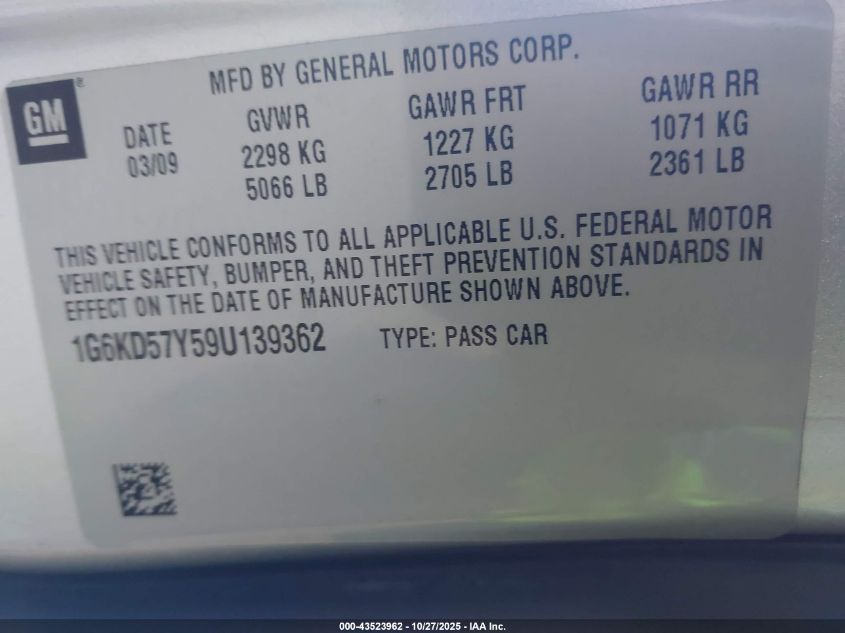 MFD BY GENERAL MOTORS CORP.
GM
®
DATE GVWR GAWR FRT GAWR RR
03/09 2298 KG 1227 KG 1071 KG
5066 LB 2705 LB 2361 LB
THIS VEHICLE CONFORMS TO ALL APPLICABLE U.S. FEDERAL MOTOR
VEHICLE SAFETY, BUMPER, AND THEFT PREVENTION STANDARDS IN
EFFECT ON THE DATE OF MANUFACTURE SHOWN ABOVE.
1G6KD57Y59U139362 TYPE: PASS CAR
000-43523962 - 10/27/2025 - IAA Inc.